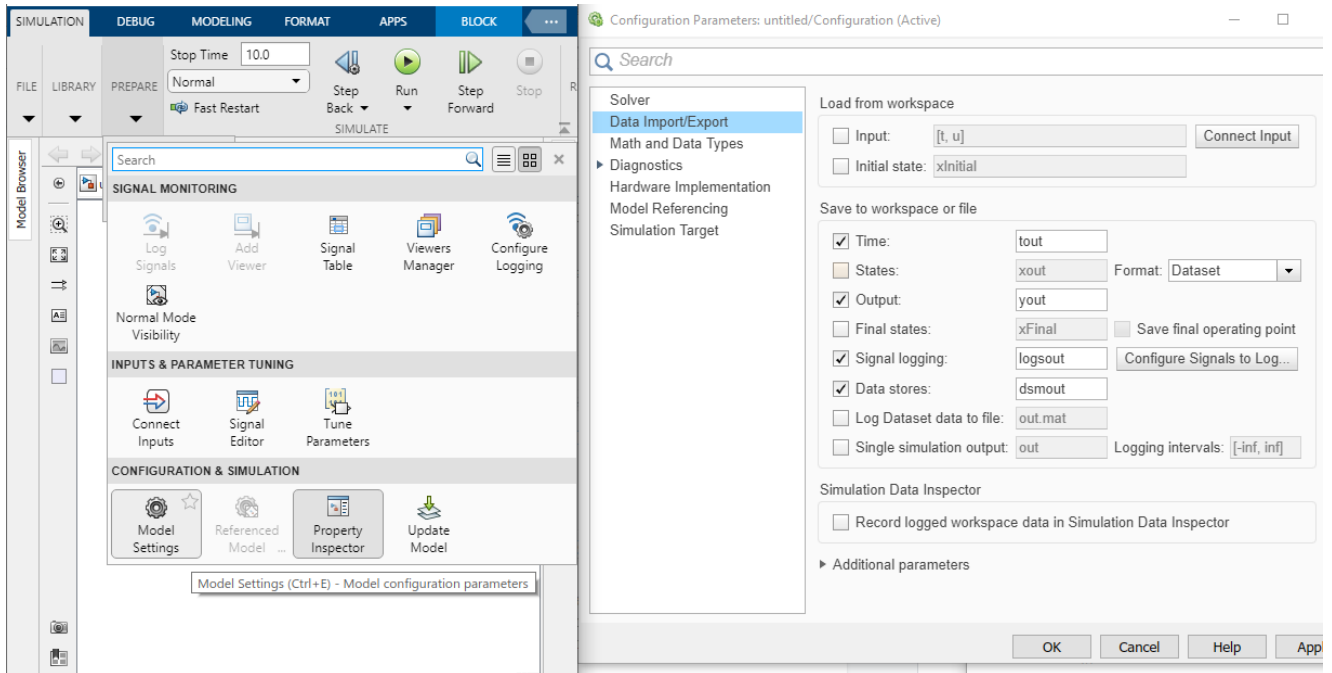 SIMULATION DEBUG MODELING FORMAT APPS BLOCK ...
FILE LIBRARY PREPARE
Stop Time 10.0
Normal
Fast Restart
Step Back
Run
Step Forward
Stop
R
SIMULATE
Model Browser
Search
SIGNAL MONITORING
Log Signals
Add Viewer
Signal Table
Viewers Manager
Configure Logging
Normal Mode Visibility
INPUTS & PARAMETER TUNING
Connect Inputs
Signal Editor
Tune Parameters
CONFIGURATION & SIMULATION
Model Settings
Referenced Model ...
Property Inspector
Update Model
Model Settings (Ctrl+E) - Model configuration parameters
Configuration Parameters: untitled/Configuration (Active)
Search
Solver
Data Import/Export
Math and Data Types
Diagnostics
Hardware Implementation
Model Referencing
Simulation Target
Load from workspace
Input: [t, u] Connect Input
Initial state: xInitial
Save to workspace or file
Time: tout
States: xout Format: Dataset
Output: yout
Final states: xFinal Save final operating point
Signal logging: logsout Configure Signals to Log...
Data stores: dsmout
Log Dataset data to file: out.mat
Single simulation output: out Logging intervals: [-inf, inf]
Simulation Data Inspector
Record logged workspace data in Simulation Data Inspector
Additional parameters
OK Cancel Help Appl